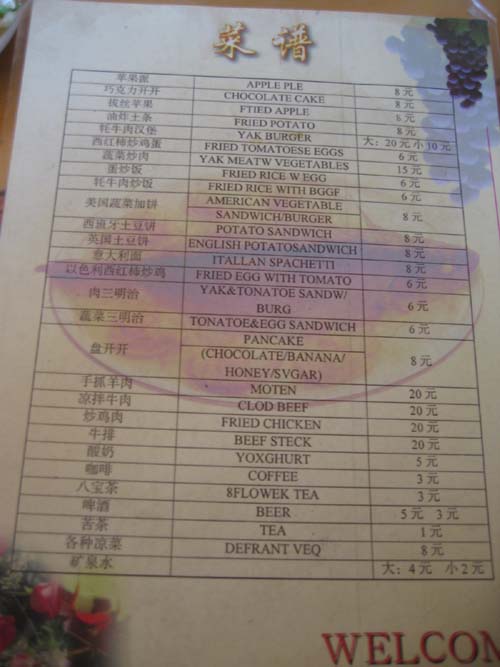 菜谱
苹果派 APPLE PLE 8元
巧克力开开 CHOCOLATE CAKE 8元
拔丝苹果 FTIED APPLE 8元
油炸土条 FRIED POTATO 8元
牦牛肉汉堡 YAK BURGER 大：20元 小10元
西红柿炒鸡蛋 FRIED TOMATOESE EGGS 6元
蔬菜炒肉 YAK MEATW VEGETABLES 15元
蛋炒饭 FRIED RICE W EGG 6元
牦牛肉炒饭 FRIED RICE WITH BGGF 6元
美国蔬菜加饼 AMERICAN VEGETABLE
SANDWICH/BURGER 8元
西班牙土豆饼 POTATO SANDWICH 8元
英国土豆饼 ENGLISH POTATOSANDWICH 8元
意大利面 ITALLAN SPACHETTI 8元
以色利西红柿炒鸡 FRIED EGG WITH TOMATO 6元
肉三明治 YAK&TONATOE SANDW/
BURG 6元
蔬菜三明治 TONATOE&EGG SANDWICH 6元
盘开开 PANCAKE
(CHOCOLATE/BANANA/
HONEY/SVGAR) 8元
手抓羊肉 MOTEN 20元
凉拌牛肉 CLOD BEEF 20元
炒鸡肉 FRIED CHICKEN 20元
牛排 BEEF STECK 20元
酸奶 YOXGHURT 5元
咖啡 COFFEE 3元
八宝茶 8FLOWEK TEA 3元
啤酒 BEER 5元 3元
苦茶 TEA 1元
各种凉菜 DEFRANT VEQ 8元
矿泉水 大：4元 小2元
WELCOM